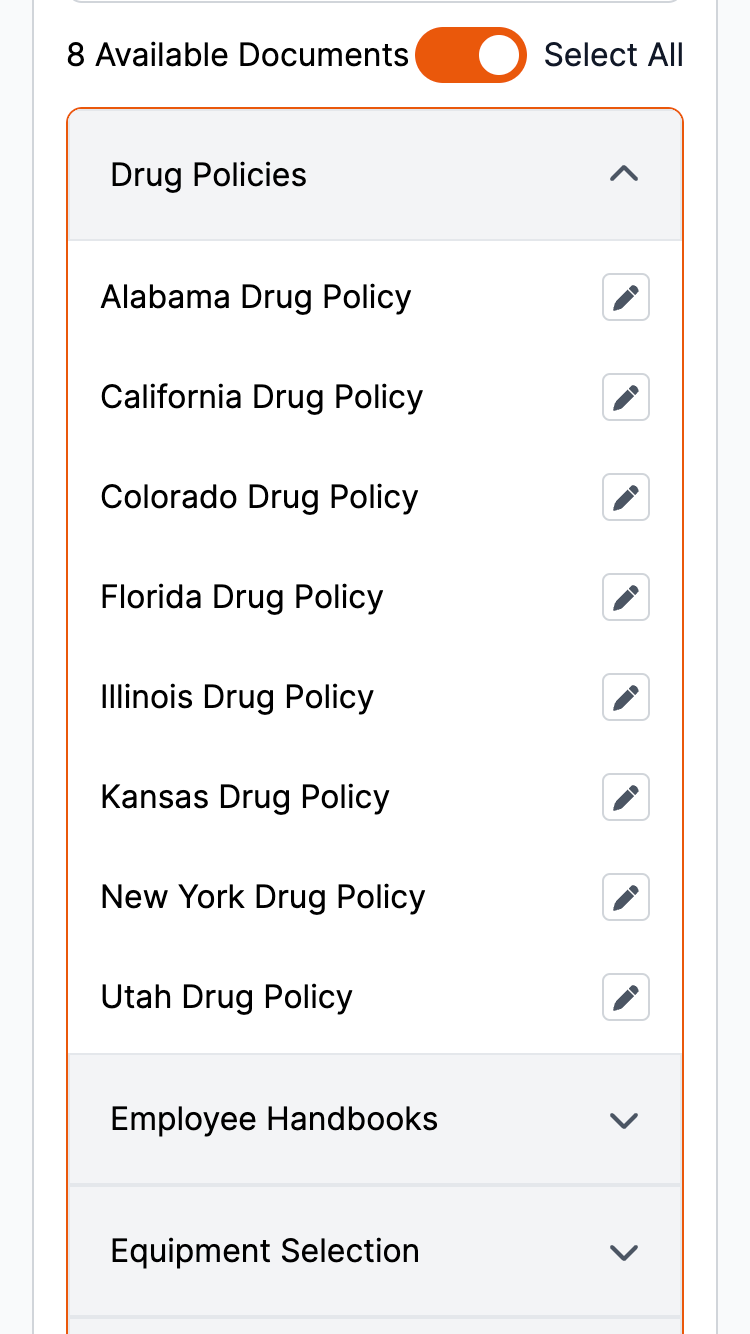 8 Available Documents Select All
Drug Policies
Alabama Drug Policy
California Drug Policy
Colorado Drug Policy
Florida Drug Policy
Illinois Drug Policy
Kansas Drug Policy
New York Drug Policy
Utah Drug Policy
Employee Handbooks
Equipment Selection